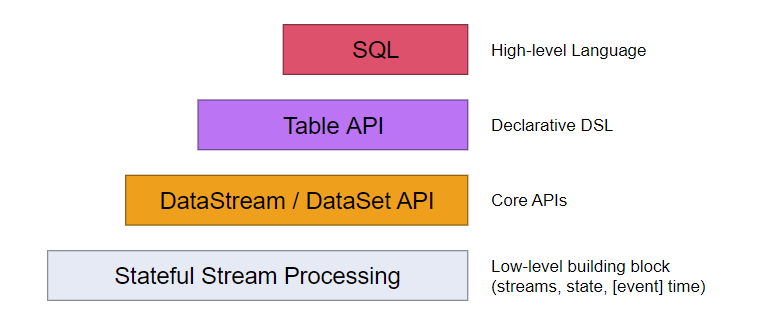 SQL
High-level Language
Table API
Declarative DSL
DataStream / DataSet API
Core APIs
Stateful Stream Processing
Low-level building block
(streams, state, [event] time)